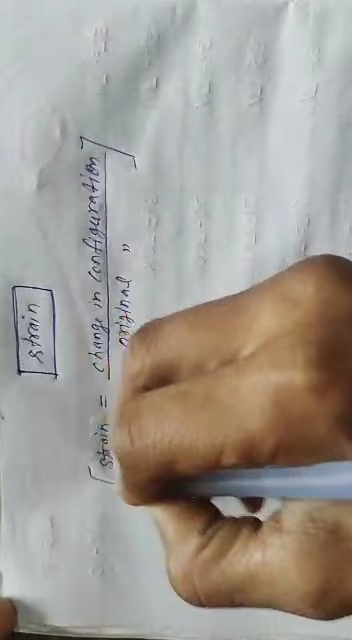 strain
[strain = change in configuration]
original "